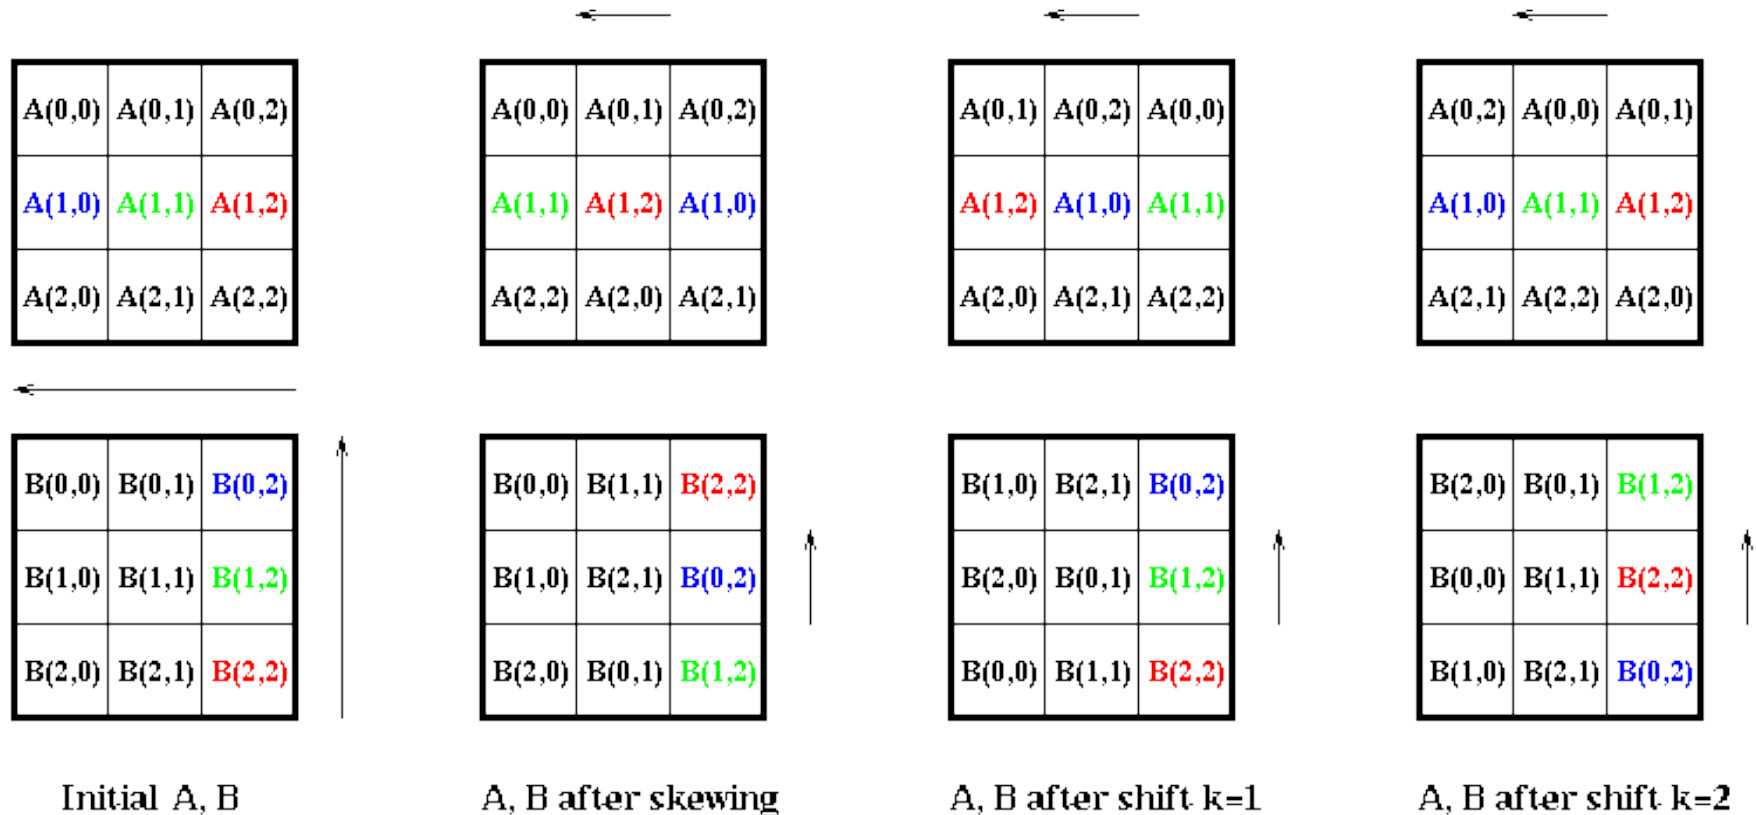 A(0,0) A(0,1) A(0,2)
A(1,0) A(1,1) A(1,2)
A(2,0) A(2,1) A(2,2)
B(0,0) B(0,1) B(0,2)
B(1,0) B(1,1) B(1,2)
B(2,0) B(2,1) B(2,2)
Initial A, B
A(0,0) A(0,1) A(0,2)
A(1,1) A(1,2) A(1,0)
A(2,2) A(2,0) A(2,1)
B(0,0) B(1,1) B(2,2)
B(1,0) B(2,1) B(0,2)
B(2,0) B(0,1) B(1,2)
A, B after skewing
A(0,1) A(0,2) A(0,0)
A(1,2) A(1,0) A(1,1)
A(2,0) A(2,1) A(2,2)
B(1,0) B(2,1) B(0,2)
B(2,0) B(0,1) B(1,2)
B(0,0) B(1,1) B(2,2)
A, B after shift k=1
A(0,2) A(0,0) A(0,1)
A(1,0) A(1,1) A(1,2)
A(2,1) A(2,2) A(2,0)
B(2,0) B(0,1) B(1,2)
B(0,0) B(1,1) B(2,2)
B(1,0) B(2,1) B(0,2)
A, B after shift k=2